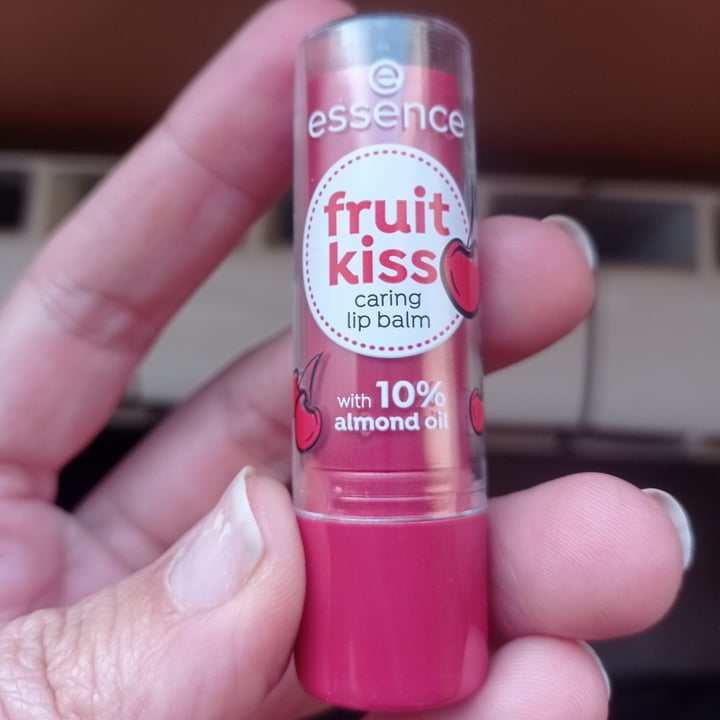 e
essence
fruit
kiss
caring
lip balm
with 10%
almond oil